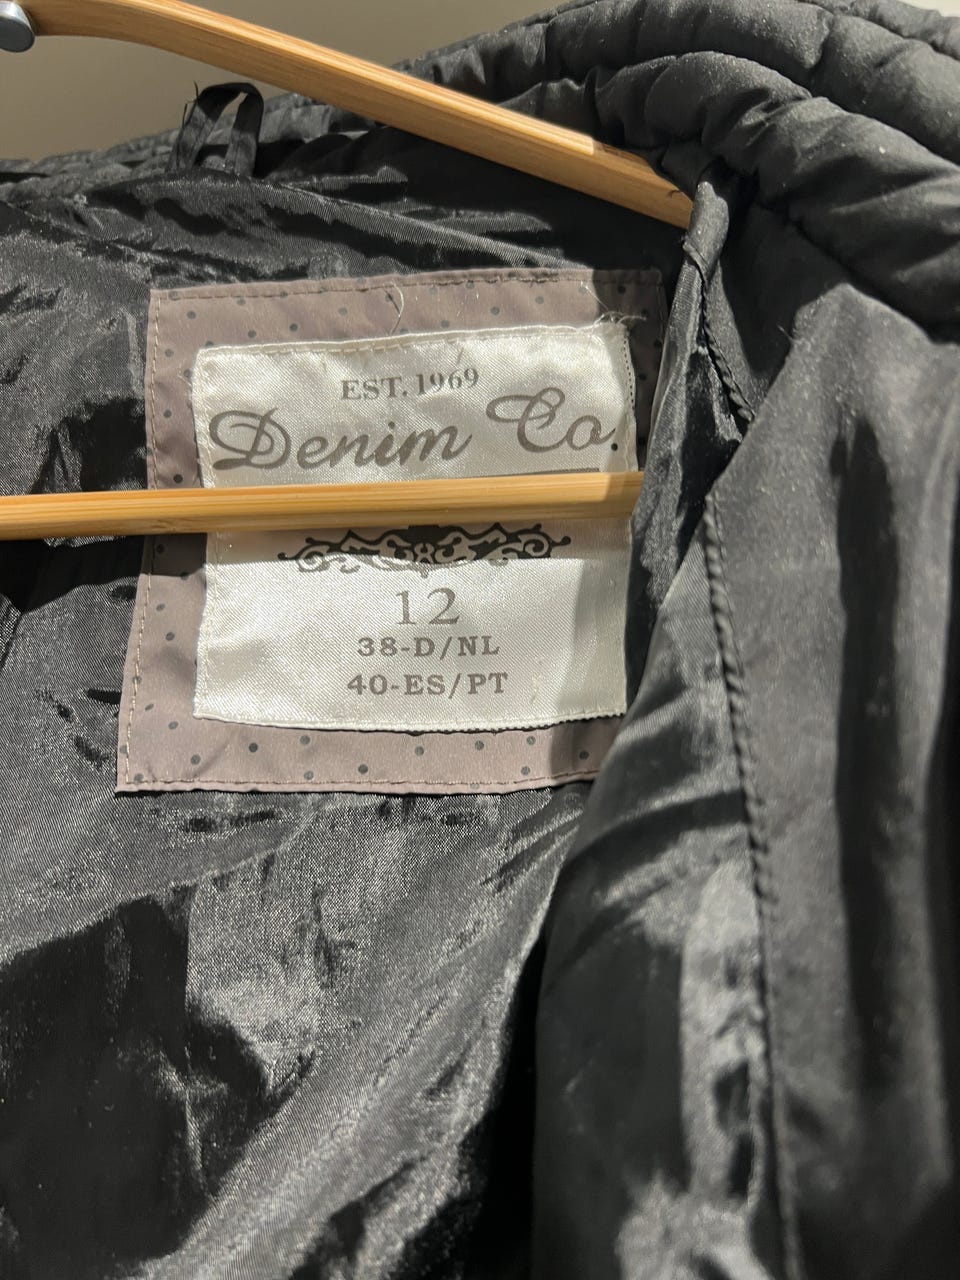 EST. 1969
Denim Co.
12
38-D/NL
40-ES/PT